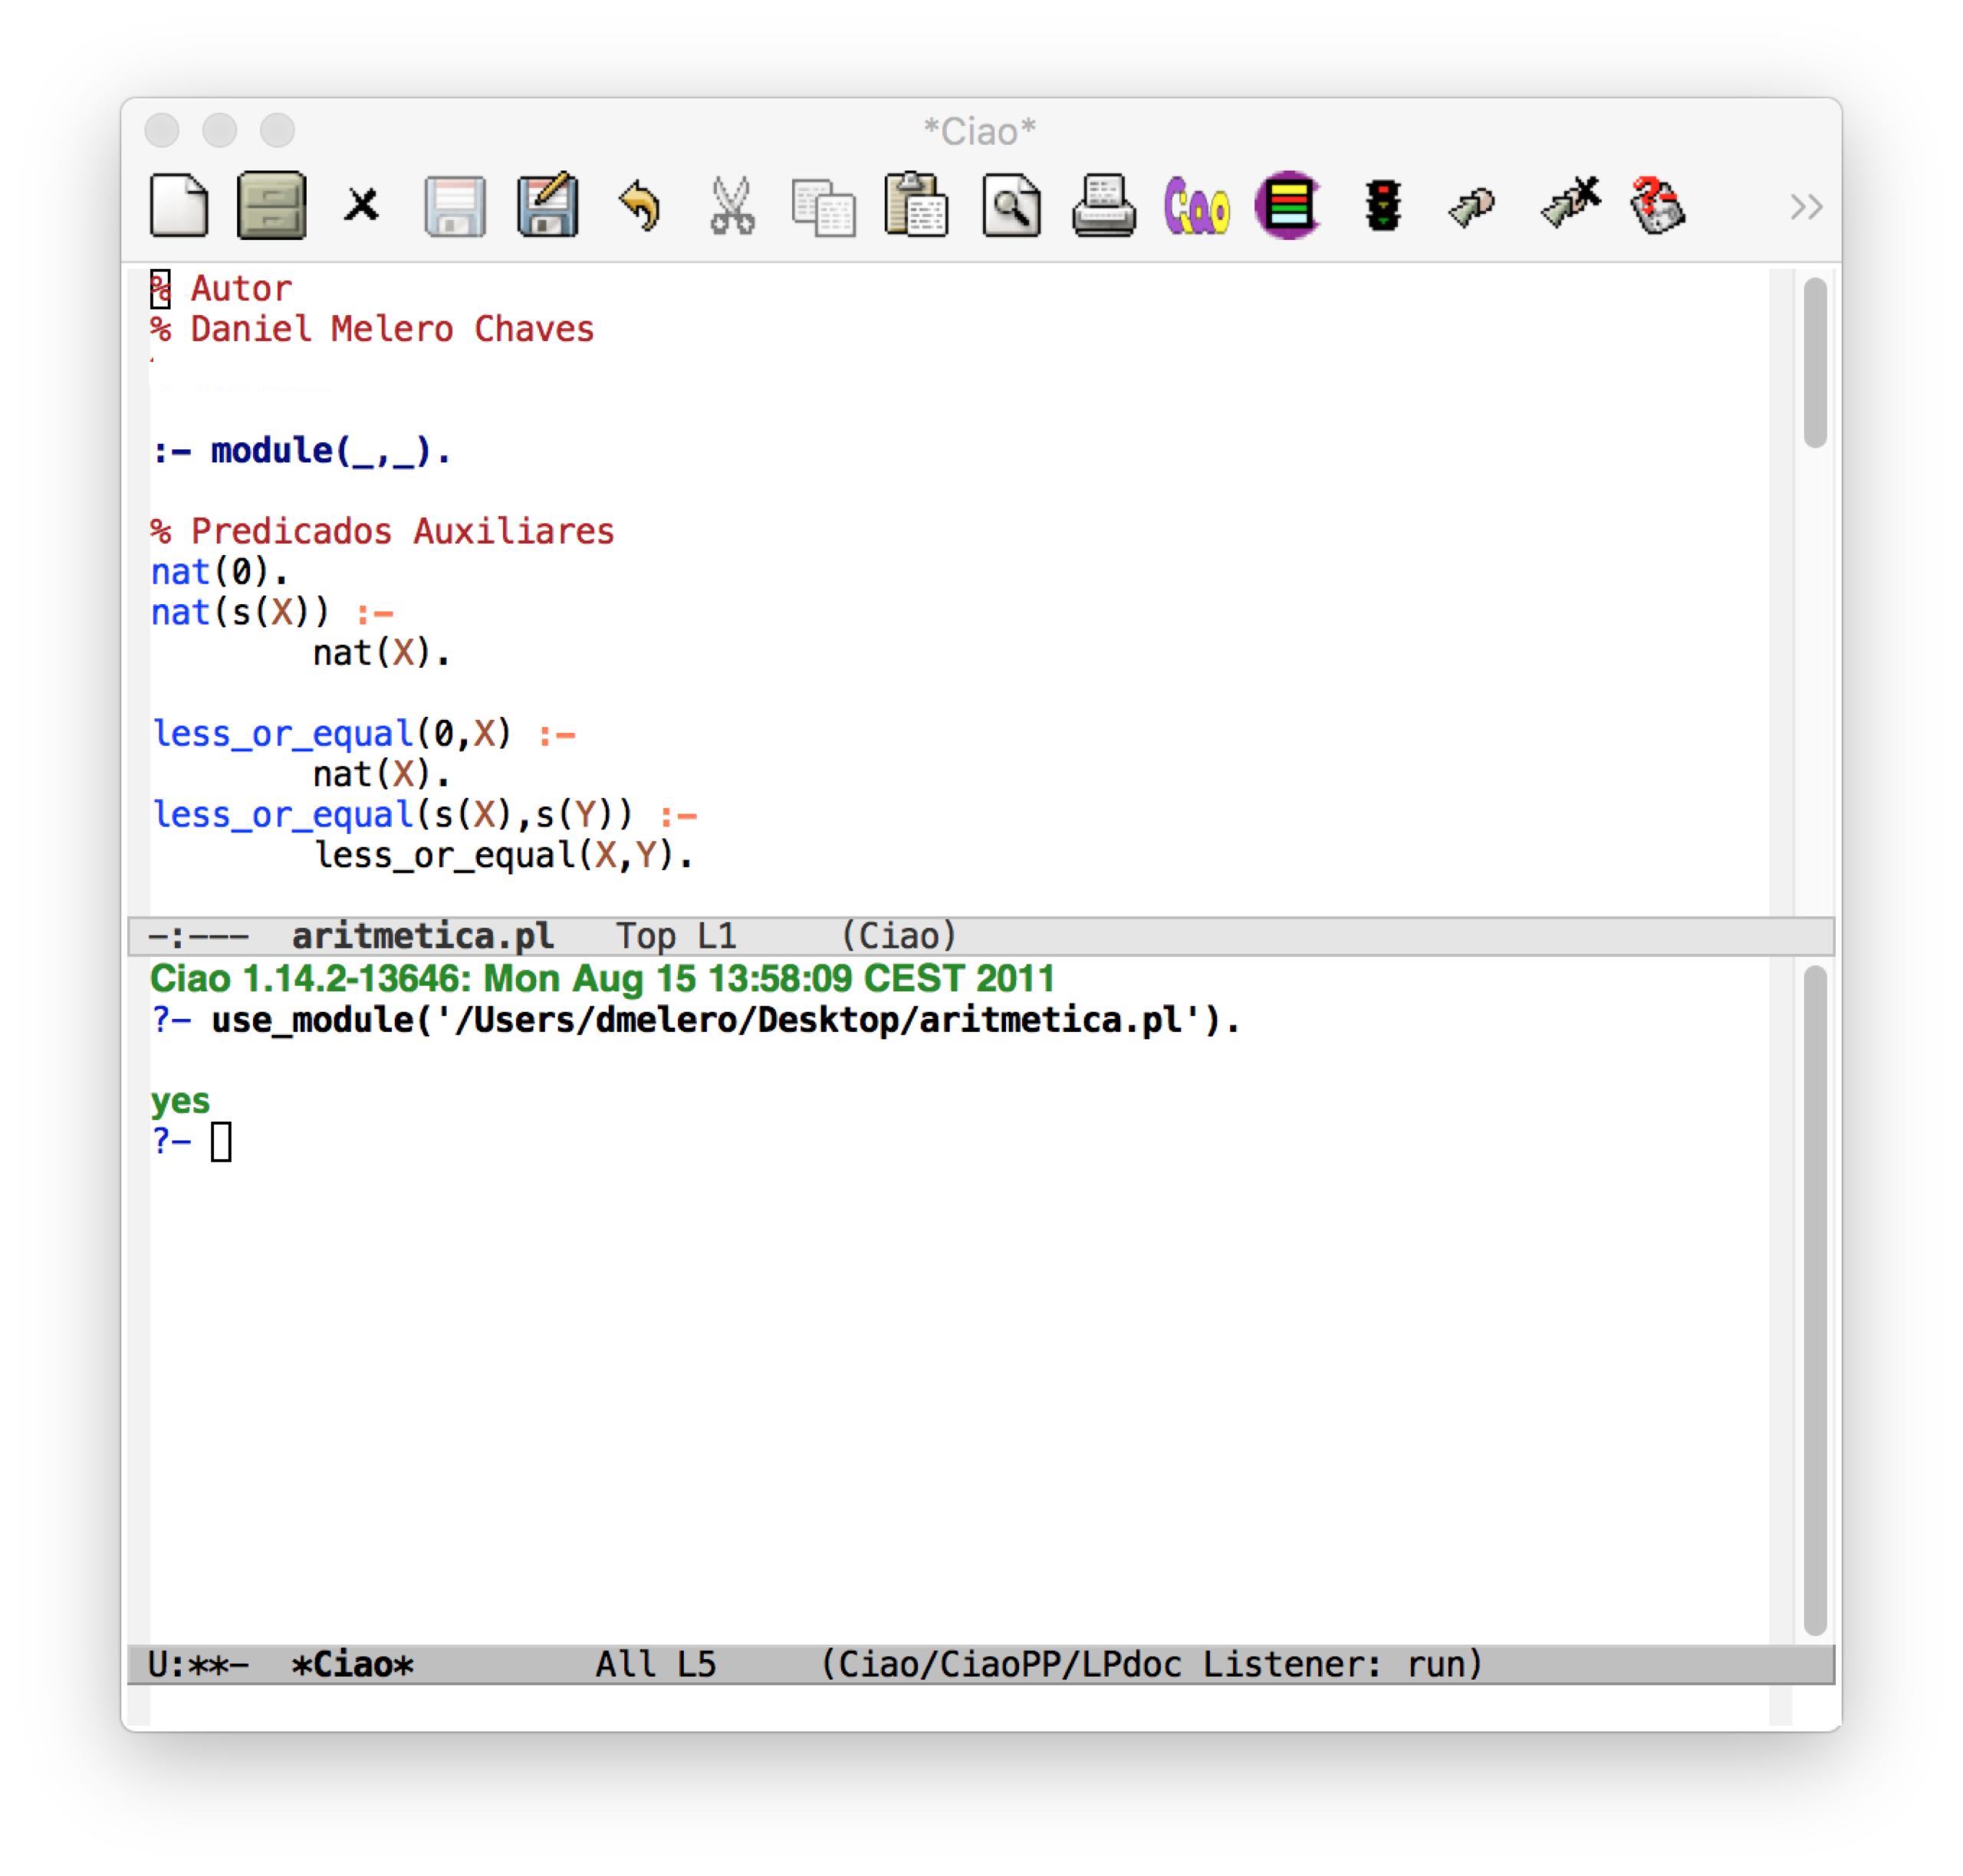 *Ciao*
Ciao
% Autor
% Daniel Melero Chaves
:- module(_,_).
% Predicados Auxiliares
nat(0).
nat(s(X)) :-
nat(X).
less_or_equal(0,X) :-
nat(X).
less_or_equal(s(X),s(Y)) :-
less_or_equal(X,Y).
-:--- aritmetica.pl Top L1 (Ciao)
Ciao 1.14.2-13646: Mon Aug 15 13:58:09 CEST 2011
?- use_module('/Users/dmelero/Desktop/aritmetica.pl').
yes
?-
U:**- *Ciao* All L5 (Ciao/CiaoPP/LPdoc Listener: run)